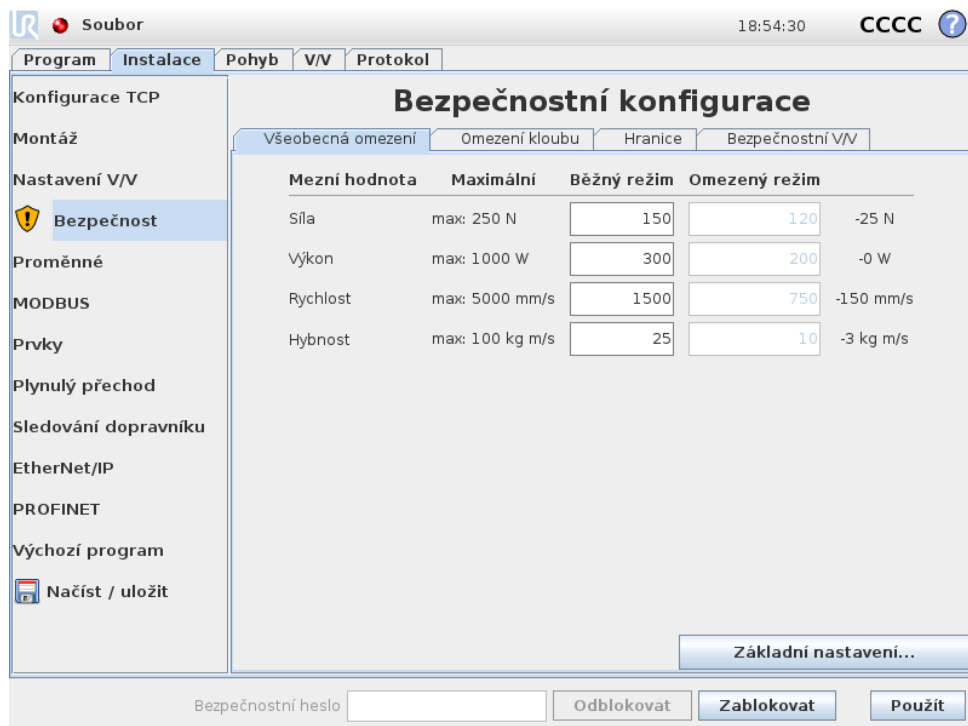 UR Soubor 18:54:30 CCCC ?
Program Instalace Pohyb V/V Protokol
Konfigurace TCP
Montáž
Nastavení V/V
Bezpečnost
Proměnné
MODBUS
Prvky
Plynulý přechod
Sledování dopravníku
EtherNet/IP
PROFINET
Výchozí program
Načíst / uložit
Bezpečnostní konfigurace
Všeobecná omezení Omezení kloubu Hranice Bezpečnostní V/V
Mezní hodnota Maximální Běžný režim Omezený režim
Síla max: 250 N 150 120 -25 N
Výkon max: 1000 W 300 200 -0 W
Rychlost max: 5000 mm/s 1500 750 -150 mm/s
Hybnost max: 100 kg m/s 25 10 -3 kg m/s
Základní nastavení...
Bezpečnostní heslo Odblokovat Zablokovat Použít